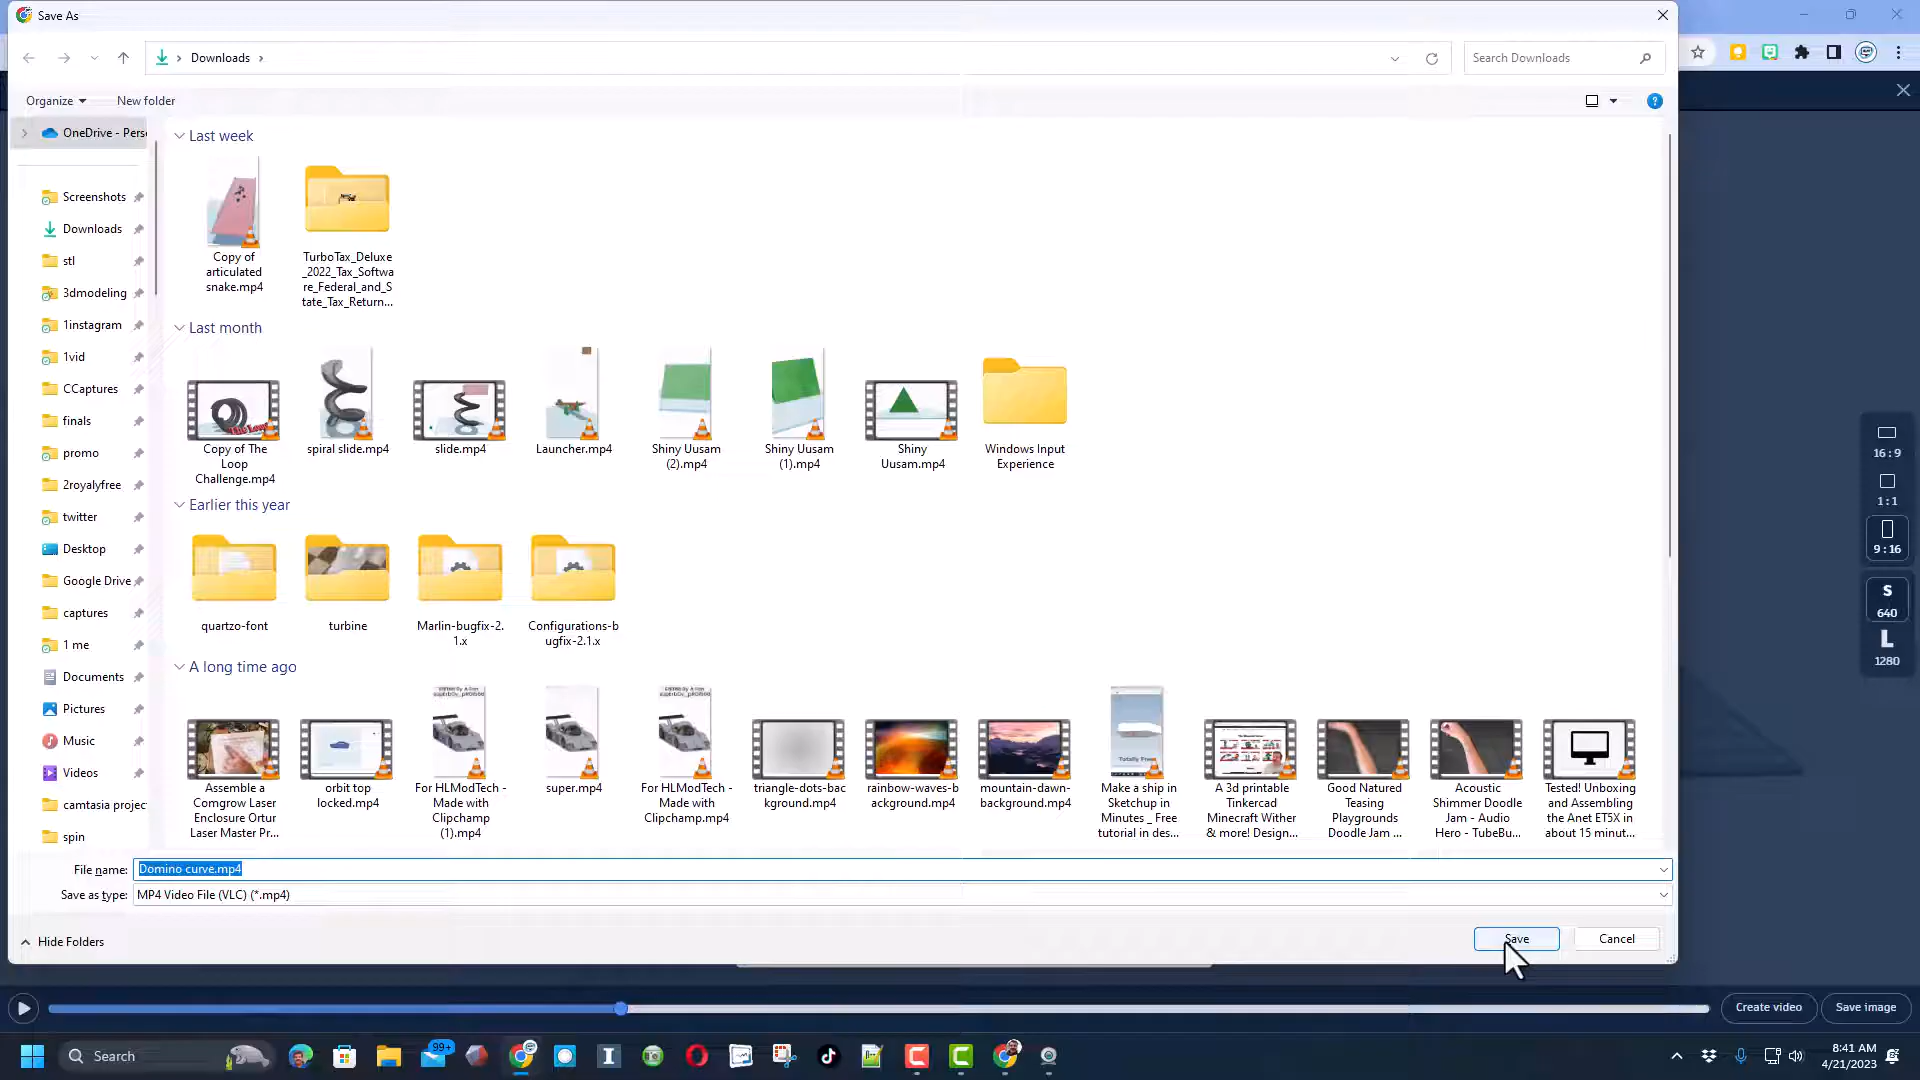 Save As
Downloads
Search Downloads
Organize
New folder
OneDrive - Pers
Screenshots
Downloads
stl
3dmodeling
1instagram
1vid
CCaptures
finals
promo
2royalyfree
twitter
Desktop
Google Drive
captures
1 me
Documents
Pictures
Music
Videos
camtasia project
spin
Last week
Copy of
articulated
snake.mp4
TurboTax_Deluxe
_2022_Tax_Softwa
re_Federal_and_S
tate_Tax_Return...
Last month
Copy of The
Loop
Challenge.mp4
spiral slide.mp4
slide.mp4
Launcher.mp4
Shiny Uusam
(2).mp4
Shiny Uusam
(1).mp4
Shiny
Uusam.mp4
Windows Input
Experience
Earlier this year
quartzo-font
turbine
Marlin-bugfix-2.
1.x
Configurations-b
ugfix-2.1.x
A long time ago
Assemble a
Comgrow Laser
Enclosure Ortur
Laser Master Pr...
orbit top
locked.mp4
For HLModTech -
Made with
Clipchamp
(1).mp4
super.mp4
For HLModTech -
Made with
Clipchamp.mp4
triangle-dots-bac
kground.mp4
rainbow-waves-b
ackground.mp4
mountain-dawn-
background.mp4
Make a ship in
Sketchup in
Minutes _ Free
tutorial in des...
A 3d printable
Tinkercad
Minecraft Wither
& more! Design...
Good Natured
Teasing
Playgrounds
Doodle Jam ...
Acoustic
Shimmer Doodle
Jam - Audio
Hero - TubeBu...
Tested! Unboxing
and Assembling
the Anet ET5X in
about 15 minut...
File name: Domino curve.mp4
Save as type: MP4 Video File (VLC) (*.mp4)
Hide Folders
Save
Cancel
16 : 9
1 : 1
9 : 16
S
640
L
1280
Create video
Save image
Search
99+
8:41 AM
4/21/2023